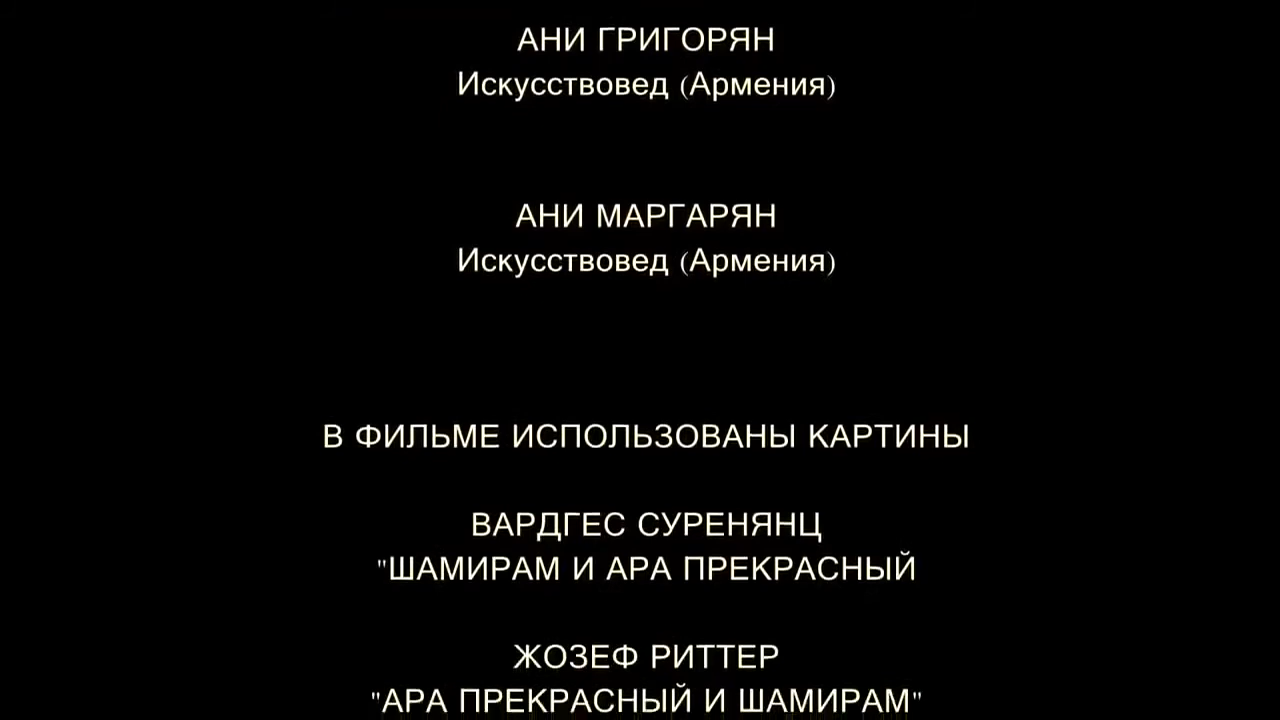 АНИ ГРИГОРЯН
Искусствовед (Армения)
АНИ МАРГАРЯН
Искусствовед (Армения)
В ФИЛЬМЕ ИСПОЛЬЗОВАНЫ КАРТИНЫ
ВАРДГЕС СУРЕНЯНЦ
"ШАМИРАМ И АРА ПРЕКРАСНЫЙ
ЖОЗЕФ РИТТЕР
"АРА ПРЕКРАСНЫЙ И ШАМИРАМ"